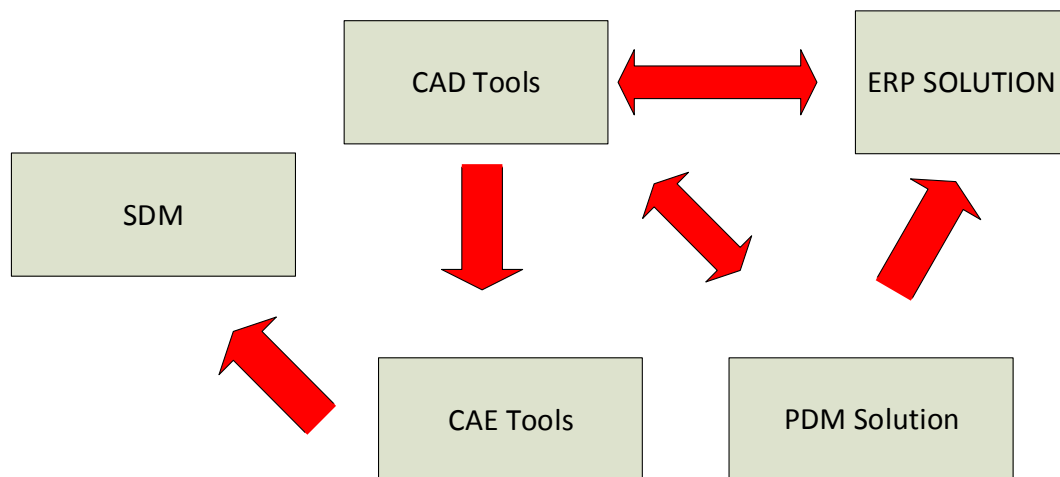 CAD Tools
ERP SOLUTION
SDM
CAE Tools
PDM Solution